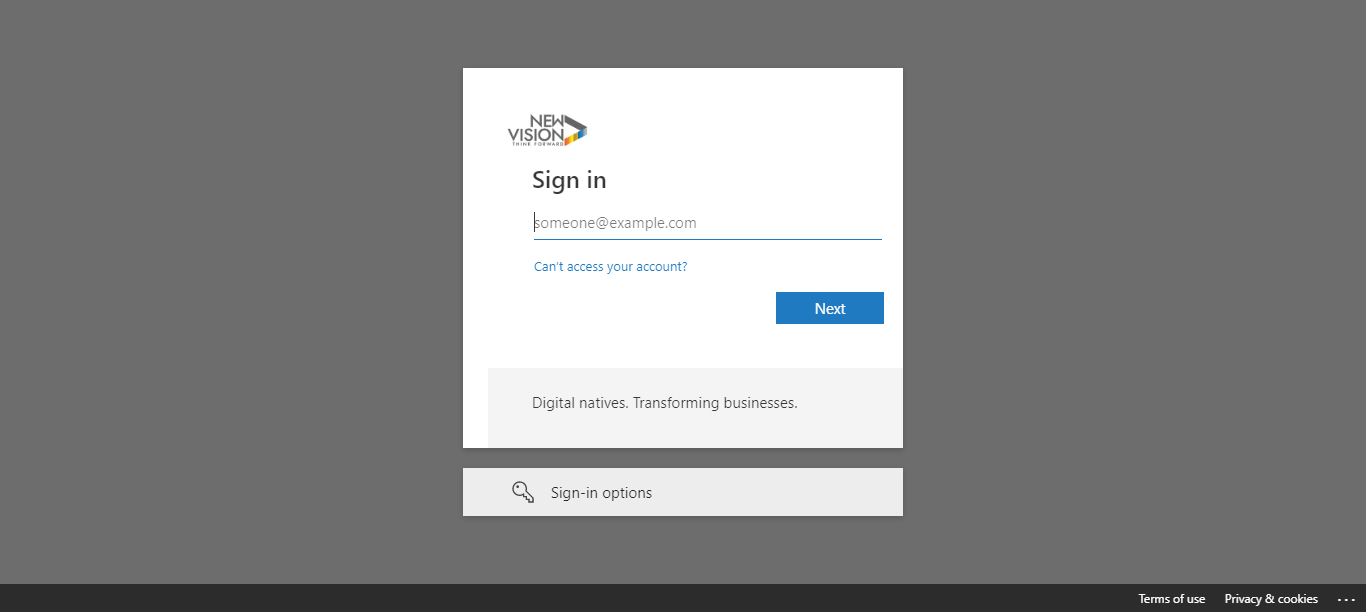 NEW
VISION
THINK FORWARD
Sign in
someone@example.com
Can't access your account?
Next
Digital natives. Transforming businesses.
Sign-in options
Terms of use Privacy & cookies ...